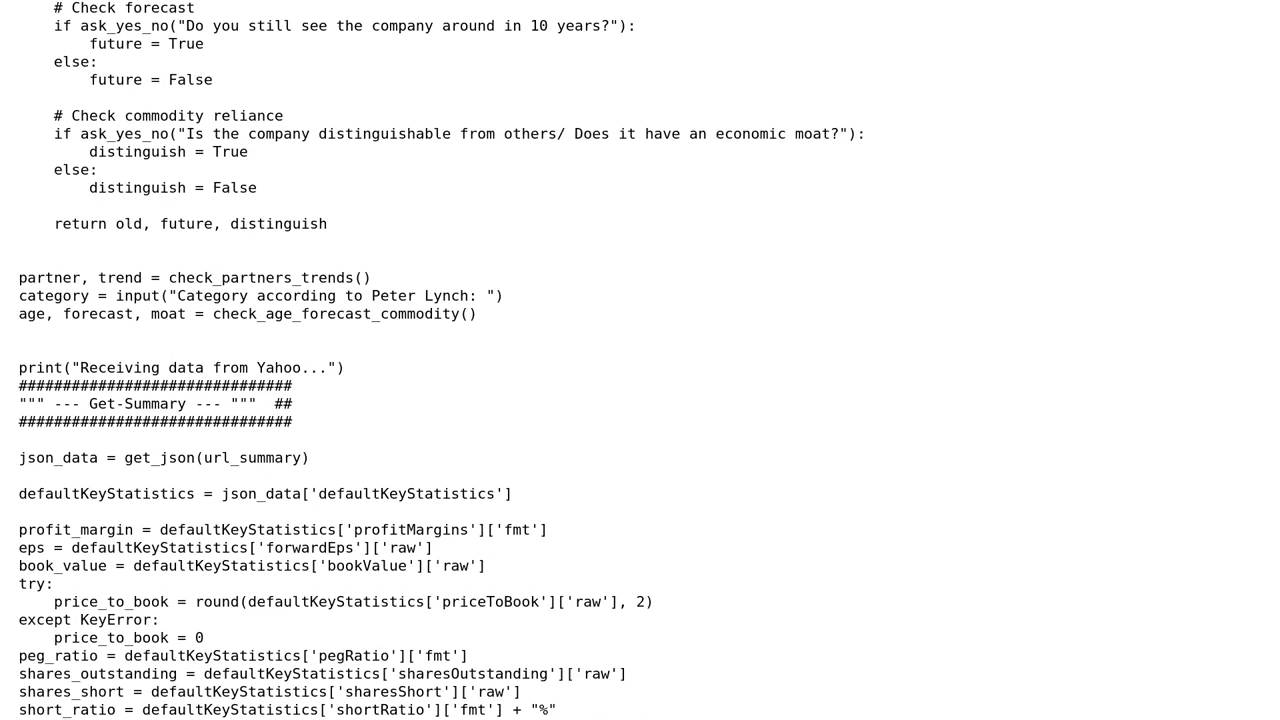 # Check forecast
    if ask_yes_no("Do you still see the company around in 10 years?"):
        future = True
    else:
        future = False

    # Check commodity reliance
    if ask_yes_no("Is the company distinguishable from others/ Does it have an economic moat?"):
        distinguish = True
    else:
        distinguish = False

    return old, future, distinguish


partner, trend = check_partners_trends()
category = input("Category according to Peter Lynch: ")
age, forecast, moat = check_age_forecast_commodity()


print("Receiving data from Yahoo...")
###############################
""" --- Get-Summary --- """  ##
###############################

json_data = get_json(url_summary)

defaultKeyStatistics = json_data['defaultKeyStatistics']

profit_margin = defaultKeyStatistics['profitMargins']['fmt']
eps = defaultKeyStatistics['forwardEps']['raw']
book_value = defaultKeyStatistics['bookValue']['raw']
try:
    price_to_book = round(defaultKeyStatistics['priceToBook']['raw'], 2)
except KeyError:
    price_to_book = 0
peg_ratio = defaultKeyStatistics['pegRatio']['fmt']
shares_outstanding = defaultKeyStatistics['sharesOutstanding']['raw']
shares_short = defaultKeyStatistics['sharesShort']['raw']
short_ratio = defaultKeyStatistics['shortRatio']['fmt'] + "%"